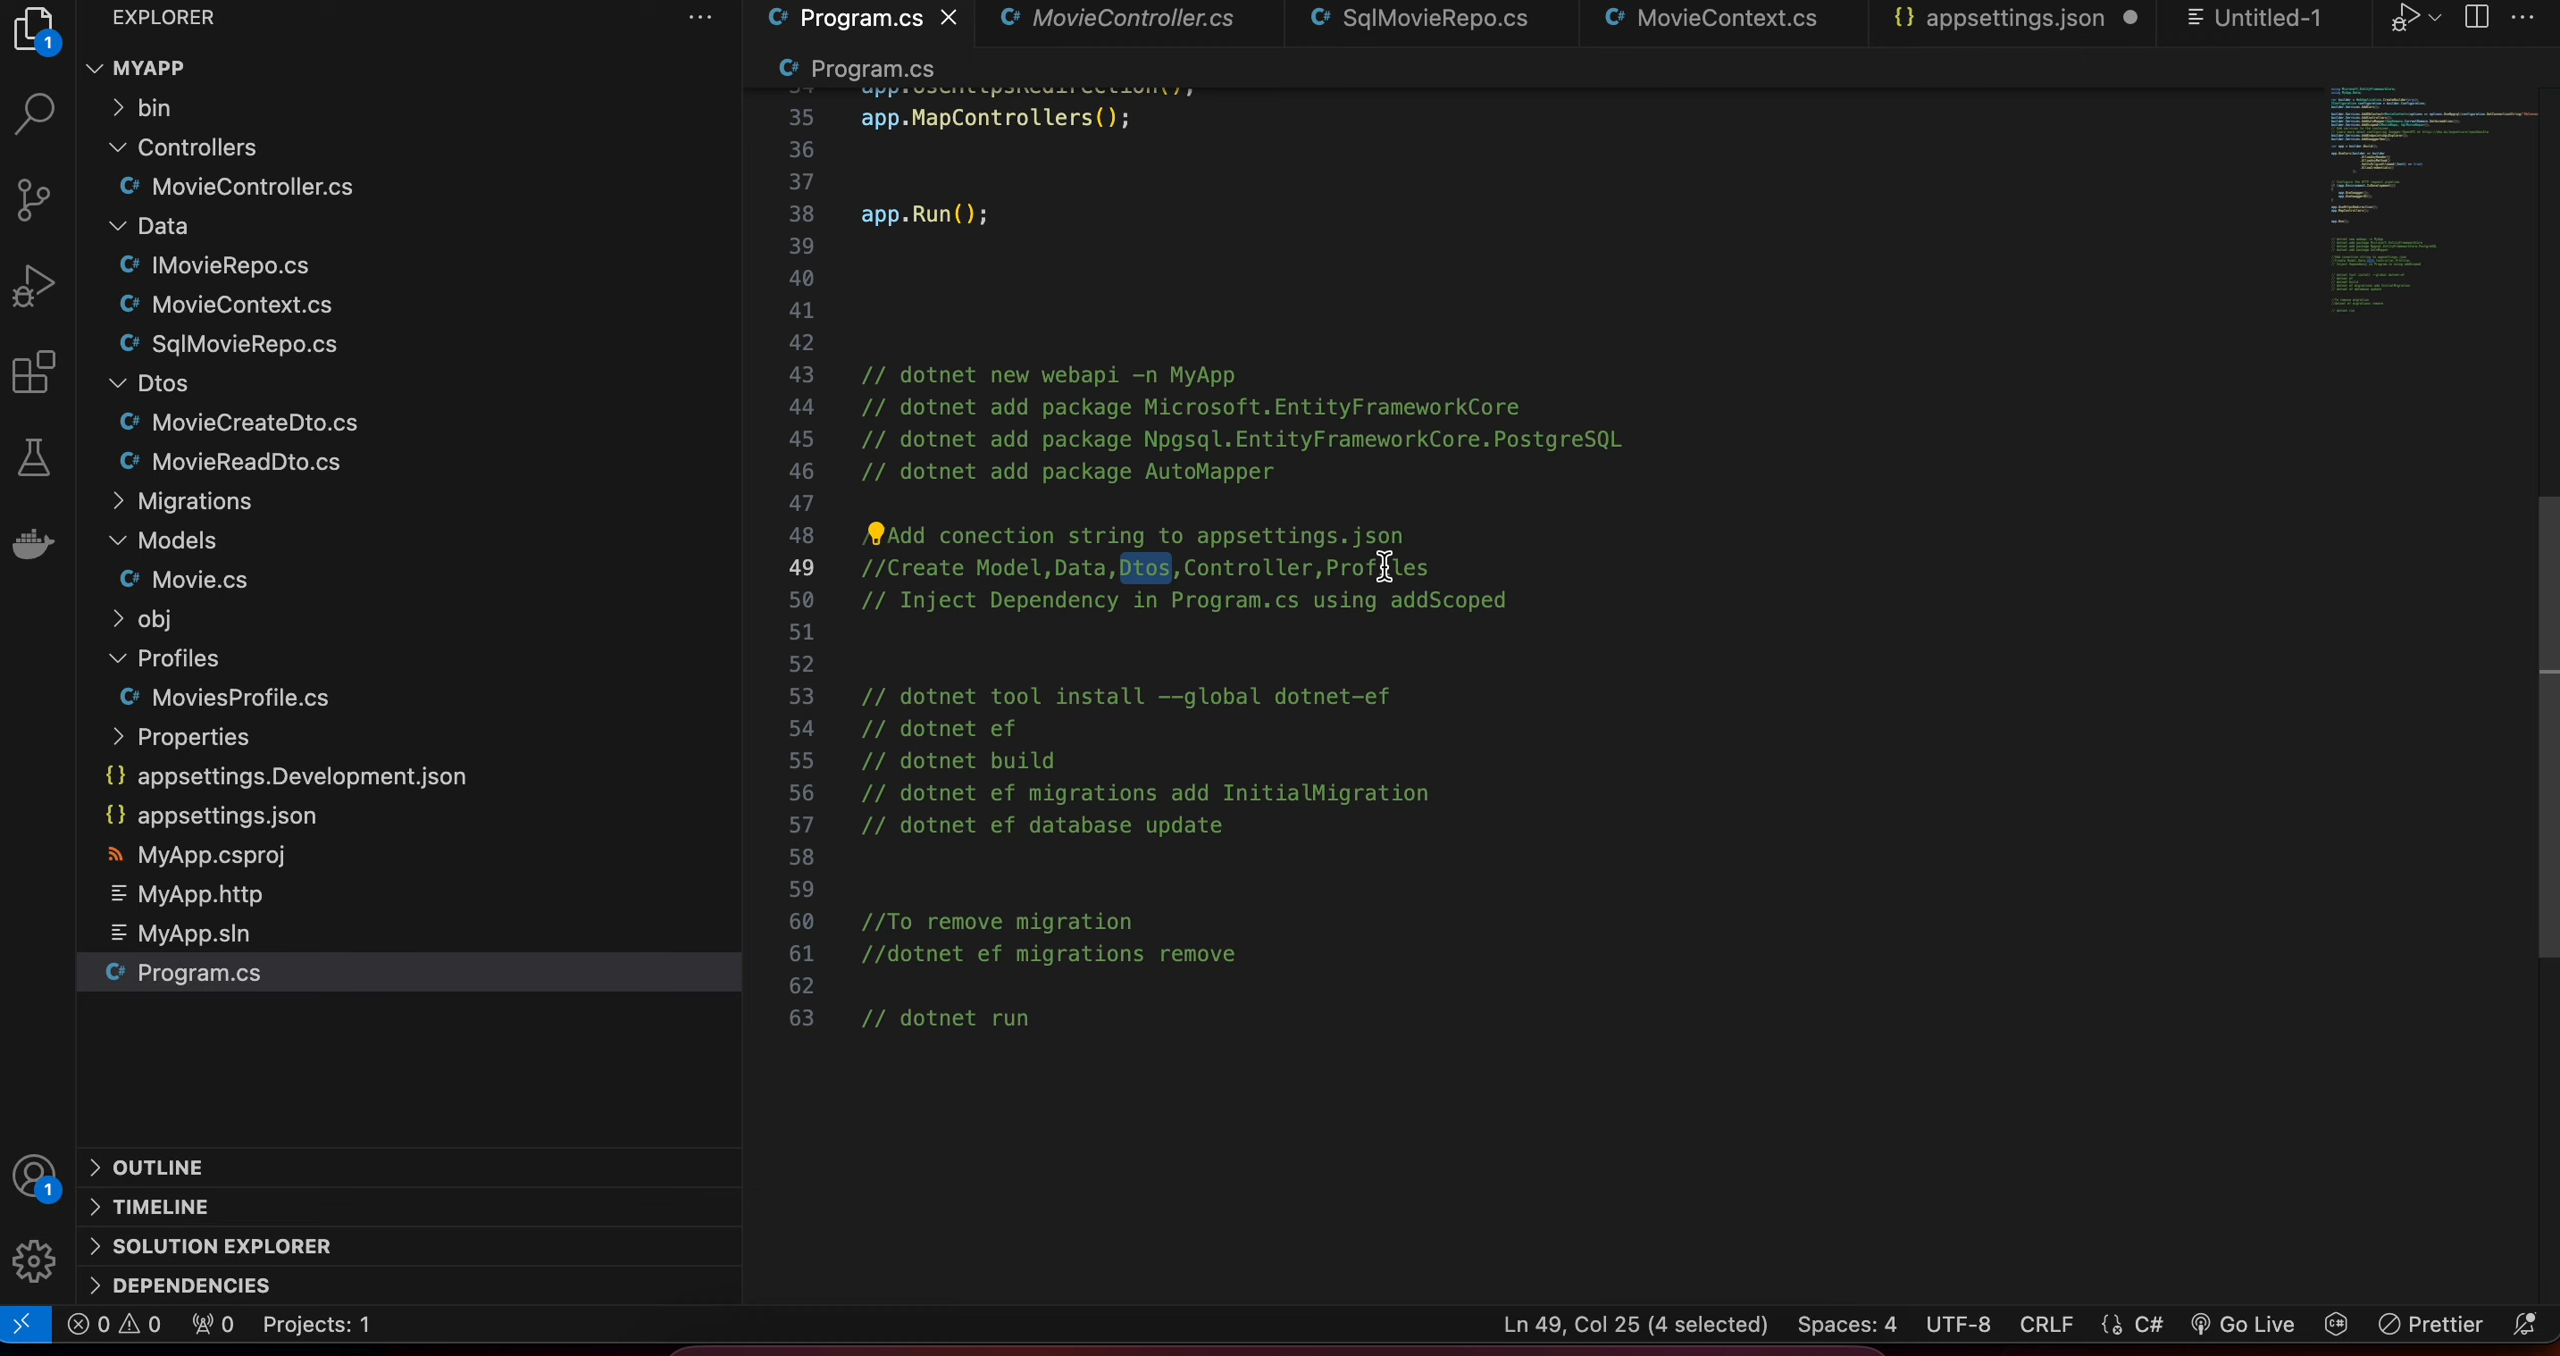 EXPLORER
Program.cs
MovieController.cs
SqlMovieRepo.cs
MovieContext.cs
{} appsettings.json
Untitled-1
1
MYAPP
bin
Controllers
MovieController.cs
Data
IMovieRepo.cs
MovieContext.cs
SqlMovieRepo.cs
Dtos
MovieCreateDto.cs
MovieReadDto.cs
Migrations
Models
Movie.cs
obj
Profiles
MoviesProfile.cs
Properties
{} appsettings.Development.json
{} appsettings.json
MyApp.csproj
MyApp.http
MyApp.sln
Program.cs
1
OUTLINE
TIMELINE
SOLUTION EXPLORER
DEPENDENCIES
Program.cs
34 app.UseHttpsRedirection();
35 app.MapControllers();
36
37
38 app.Run();
39
40
41
42
43 // dotnet new webapi -n MyApp
44 // dotnet add package Microsoft.EntityFrameworkCore
45 // dotnet add package Npgsql.EntityFrameworkCore.PostgreSQL
46 // dotnet add package AutoMapper
47
48 /Add conection string to appsettings.json
49 //Create Model,Data,Dtos,Controller,Profiles
50 // Inject Dependency in Program.cs using addScoped
51
52
53 // dotnet tool install --global dotnet-ef
54 // dotnet ef
55 // dotnet build
56 // dotnet ef migrations add InitialMigration
57 // dotnet ef database update
58
59
60 //To remove migration
61 //dotnet ef migrations remove
62
63 // dotnet run
0 0 0 Projects: 1
Ln 49, Col 25 (4 selected) Spaces: 4 UTF-8 CRLF C# Go Live Prettier